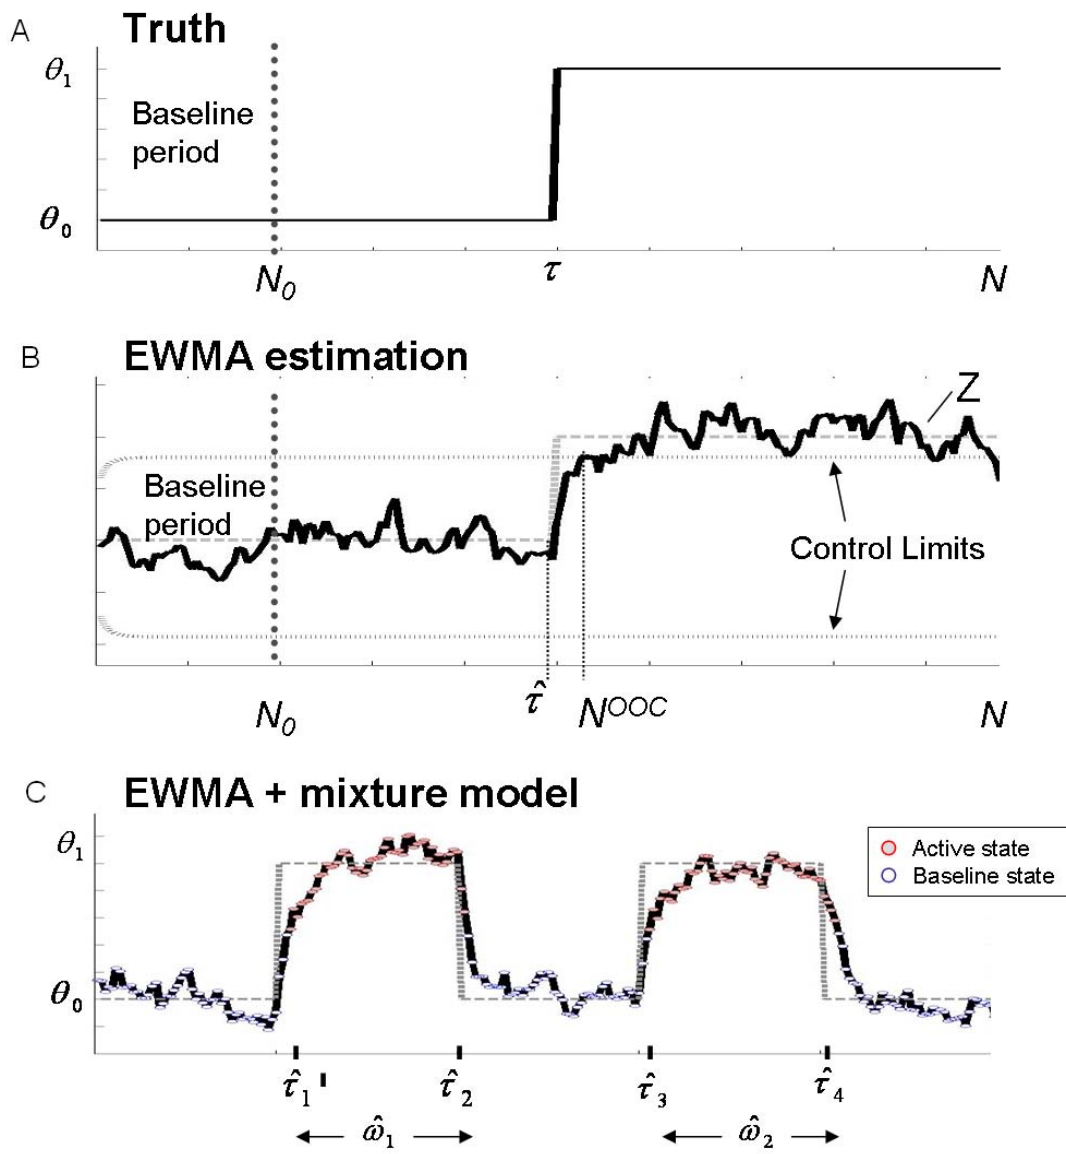 A
Truth
θ₁
Baseline
period
θ₀
N₀
τ
N
B
EWMA estimation
Z
Baseline
period
Control Limits
τ̂
N₀
N^OOC
N
C
EWMA + mixture model
θ₁
Active state
Baseline state
θ₀
τ̂₁'
τ̂₂
τ̂₃
τ̂₄
ω̂₁
ω̂₂